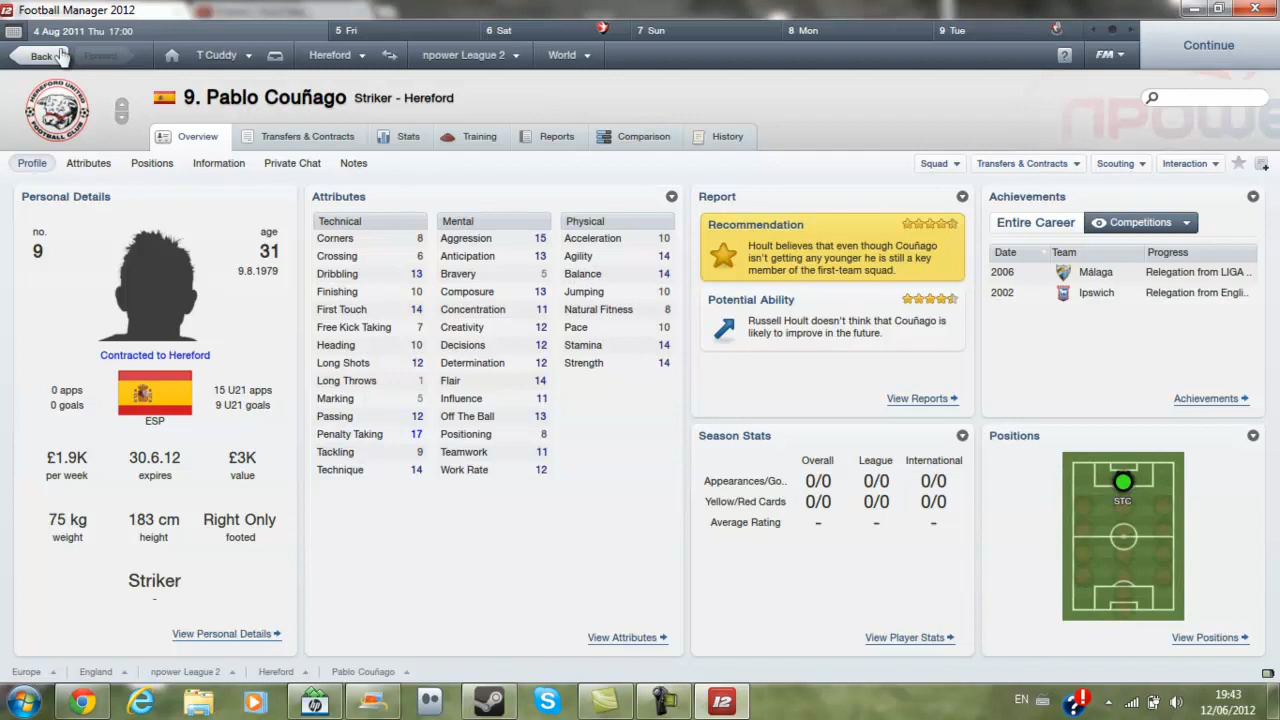 Football Manager 2012
4 Aug 2011 Thu 17:00 5 Fri 6 Sat 7 Sun 8 Mon 9 Tue
Continue
Back Forward T Cuddy Hereford npower League 2 World ? FM
HEREFORD UNITED FOOTBALL CLUB
9. Pablo Couñago Striker - Hereford
Overview Transfers & Contracts Stats Training Reports Comparison History
Profile Attributes Positions Information Private Chat Notes Squad Transfers & Contracts Scouting Interaction
Personal Details
no.
9
age
31
9.8.1979
Contracted to Hereford
0 apps
0 goals
ESP
15 U21 apps
9 U21 goals
£1.9K
per week
30.6.12
expires
£3K
value
75 kg
weight
183 cm
height
Right Only
footed
Striker
-
View Personal Details
Attributes
Technical
Corners 8
Crossing 6
Dribbling 13
Finishing 10
First Touch 14
Free Kick Taking 7
Heading 10
Long Shots 12
Long Throws 1
Marking 5
Passing 12
Penalty Taking 17
Tackling 9
Technique 14
Mental
Aggression 15
Anticipation 13
Bravery 5
Composure 13
Concentration 11
Creativity 12
Decisions 12
Determination 12
Flair 14
Influence 11
Off The Ball 13
Positioning 8
Teamwork 11
Work Rate 12
Physical
Acceleration 10
Agility 14
Balance 14
Jumping 10
Natural Fitness 8
Pace 10
Stamina 14
Strength 14
View Attributes
Report
Recommendation
Hoult believes that even though Couñago
isn't getting any younger he is still a key
member of the first-team squad.
Potential Ability
Russell Hoult doesn't think that Couñago is
likely to improve in the future.
View Reports
Season Stats
Overall League International
Appearances/Go.. 0/0 0/0 0/0
Yellow/Red Cards 0/0 0/0 0/0
Average Rating - - -
View Player Stats
Achievements
Entire Career Competitions
Date Team Progress
2006 Málaga Relegation from LIGA ..
2002 Ipswich Relegation from Engli..
Achievements
Positions
STC
View Positions
Europe England npower League 2 Hereford Pablo Couñago
EN
19:43
12/06/2012